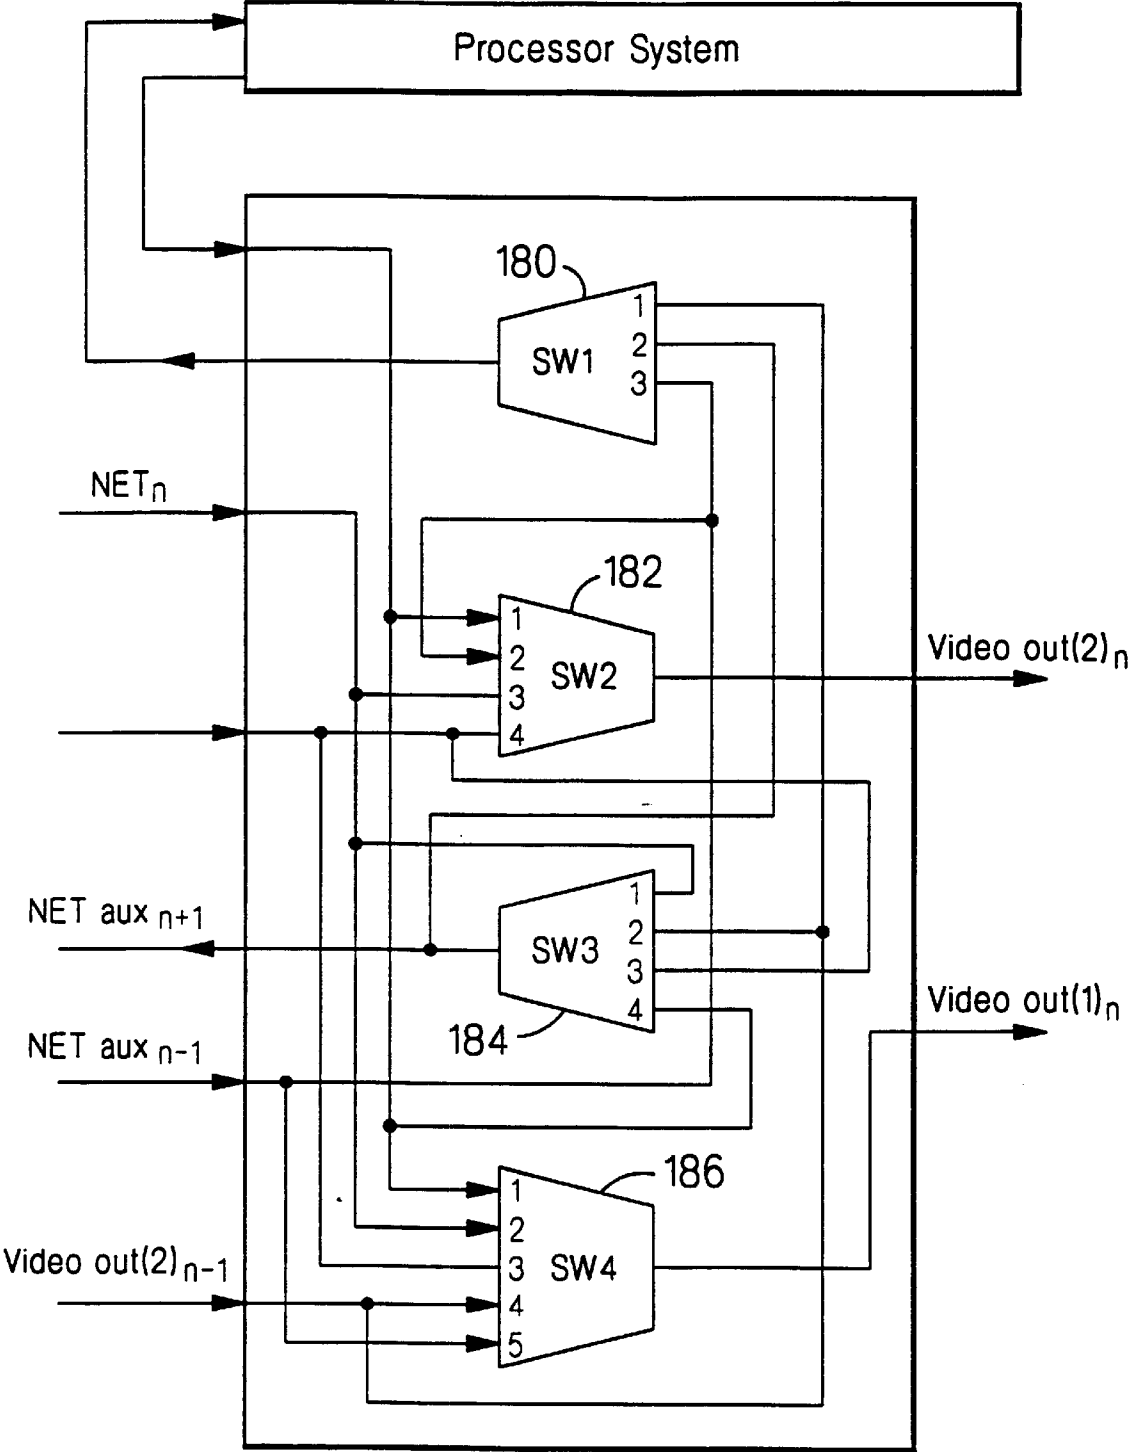 Processor System
180
1
SW1
2
3
NETn
182
1
2
SW2
3
4
Video out(2)n
NET aux n+1
1
2
SW3
3
4
184
Video out(1)n
NET aux n-1
186
1
2
3
SW4
4
5
Video out(2)n-1